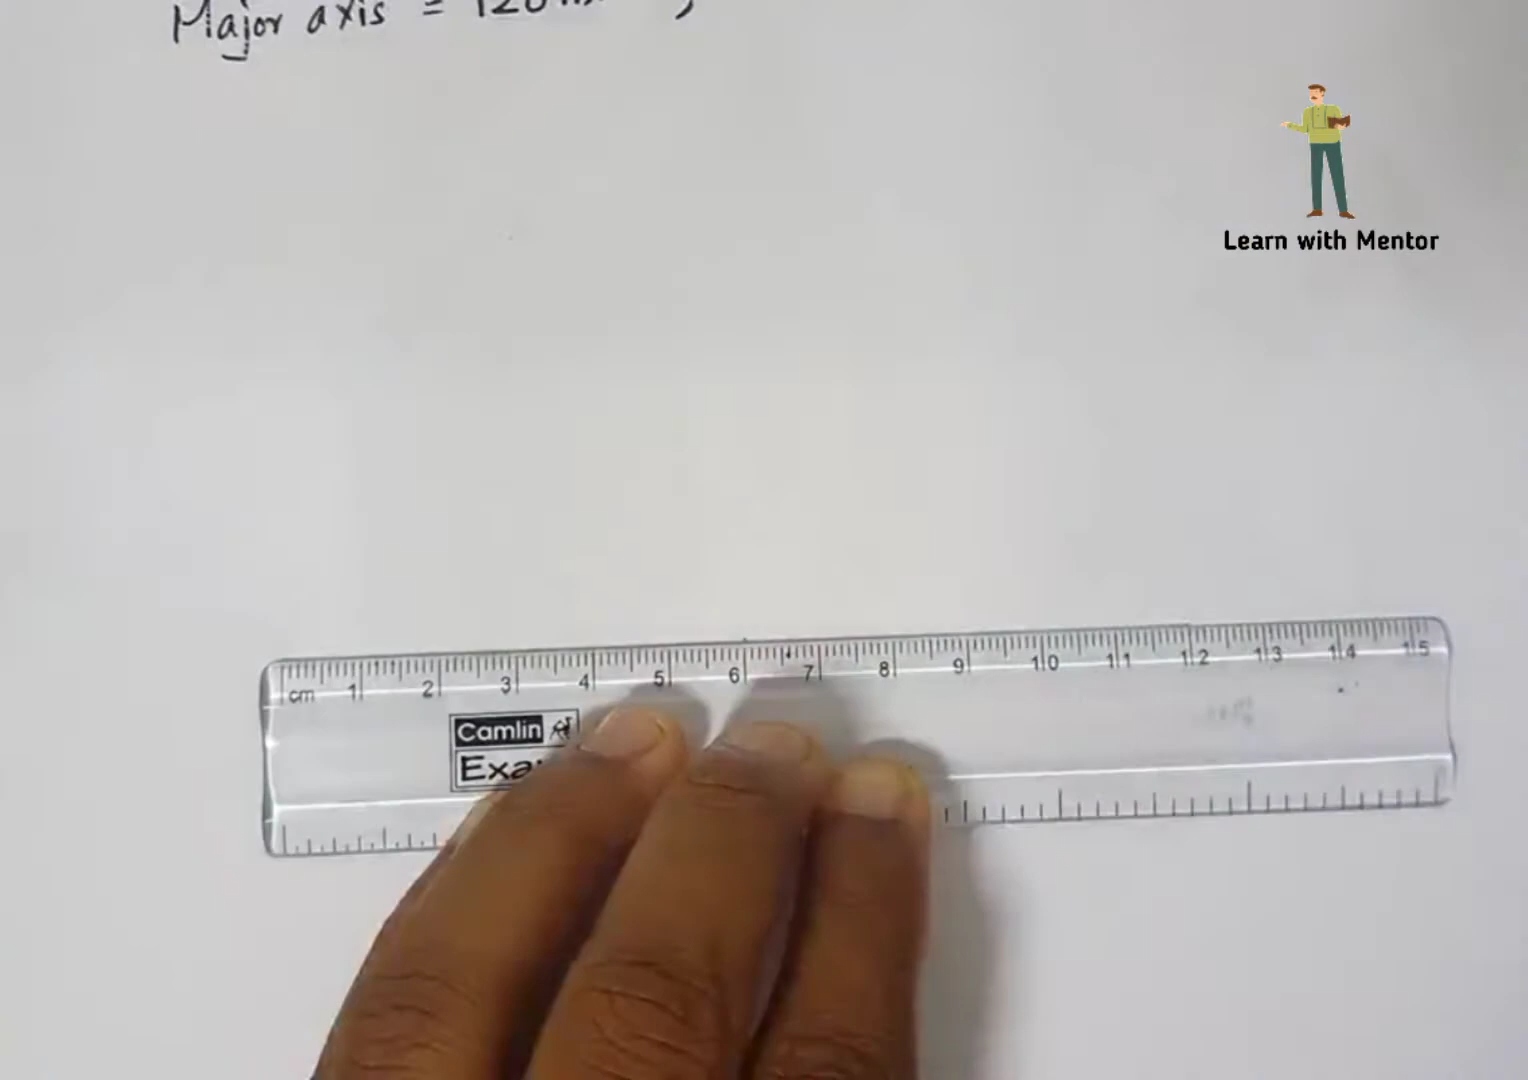 Major axis = 120
Learn with Mentor
cm 1 2 3 4 5 6 7 8 9 10 11 12 13 14 15
Camlin